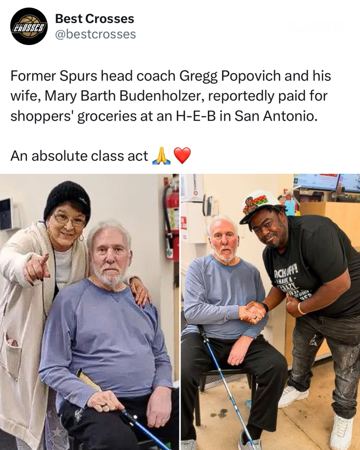 CROSSES
Best Crosses
@bestcrosses
Former Spurs head coach Gregg Popovich and his
wife, Mary Barth Budenholzer, reportedly paid for
shoppers' groceries at an H-E-B in San Antonio.
An absolute class act 🙏❤️